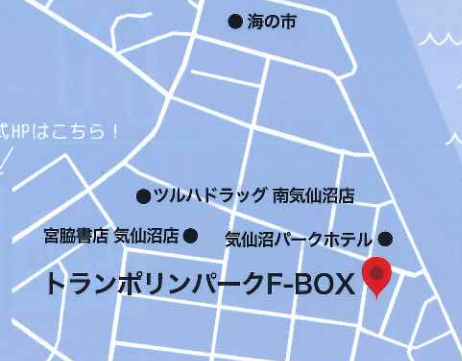 海の市
式HPはこちら！
ツルハドラッグ 南気仙沼店
宮脇書店 気仙沼店
気仙沼パークホテル
トランポリンパークF-BOX